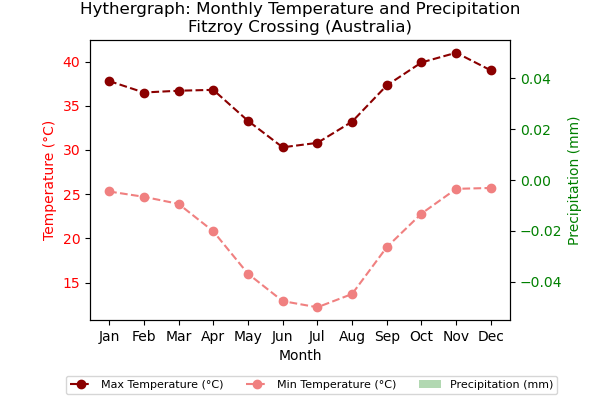 Hythergraph: Monthly Temperature and Precipitation
Fitzroy Crossing (Australia)
40
35
30
25
20
15
Temperature (°C)
0.04
0.02
0.00
−0.02
−0.04
Precipitation (mm)
Jan Feb Mar Apr May Jun Jul Aug Sep Oct Nov Dec
Month
Max Temperature (°C) Min Temperature (°C) Precipitation (mm)